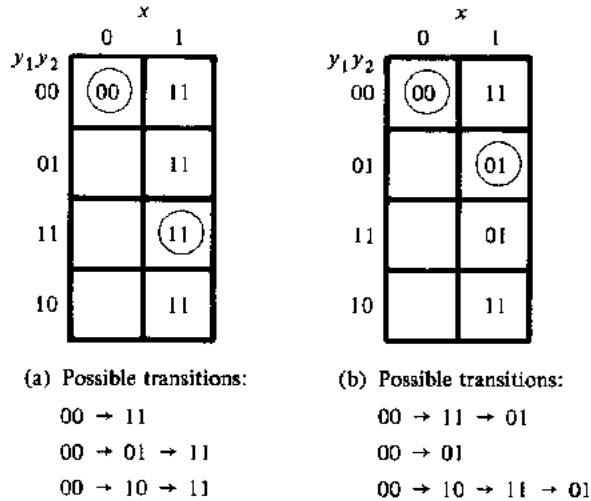 x x
0 1 0 1
y1y2 y1y2
00 00 11 00 00 11
01 11 01 01
11 11 11 01
10 11 10 11
(a) Possible transitions: (b) Possible transitions:
00 → 11 00 → 11 → 01
00 → 01 → 11 00 → 01
00 → 10 → 11 00 → 10 → 11 → 01